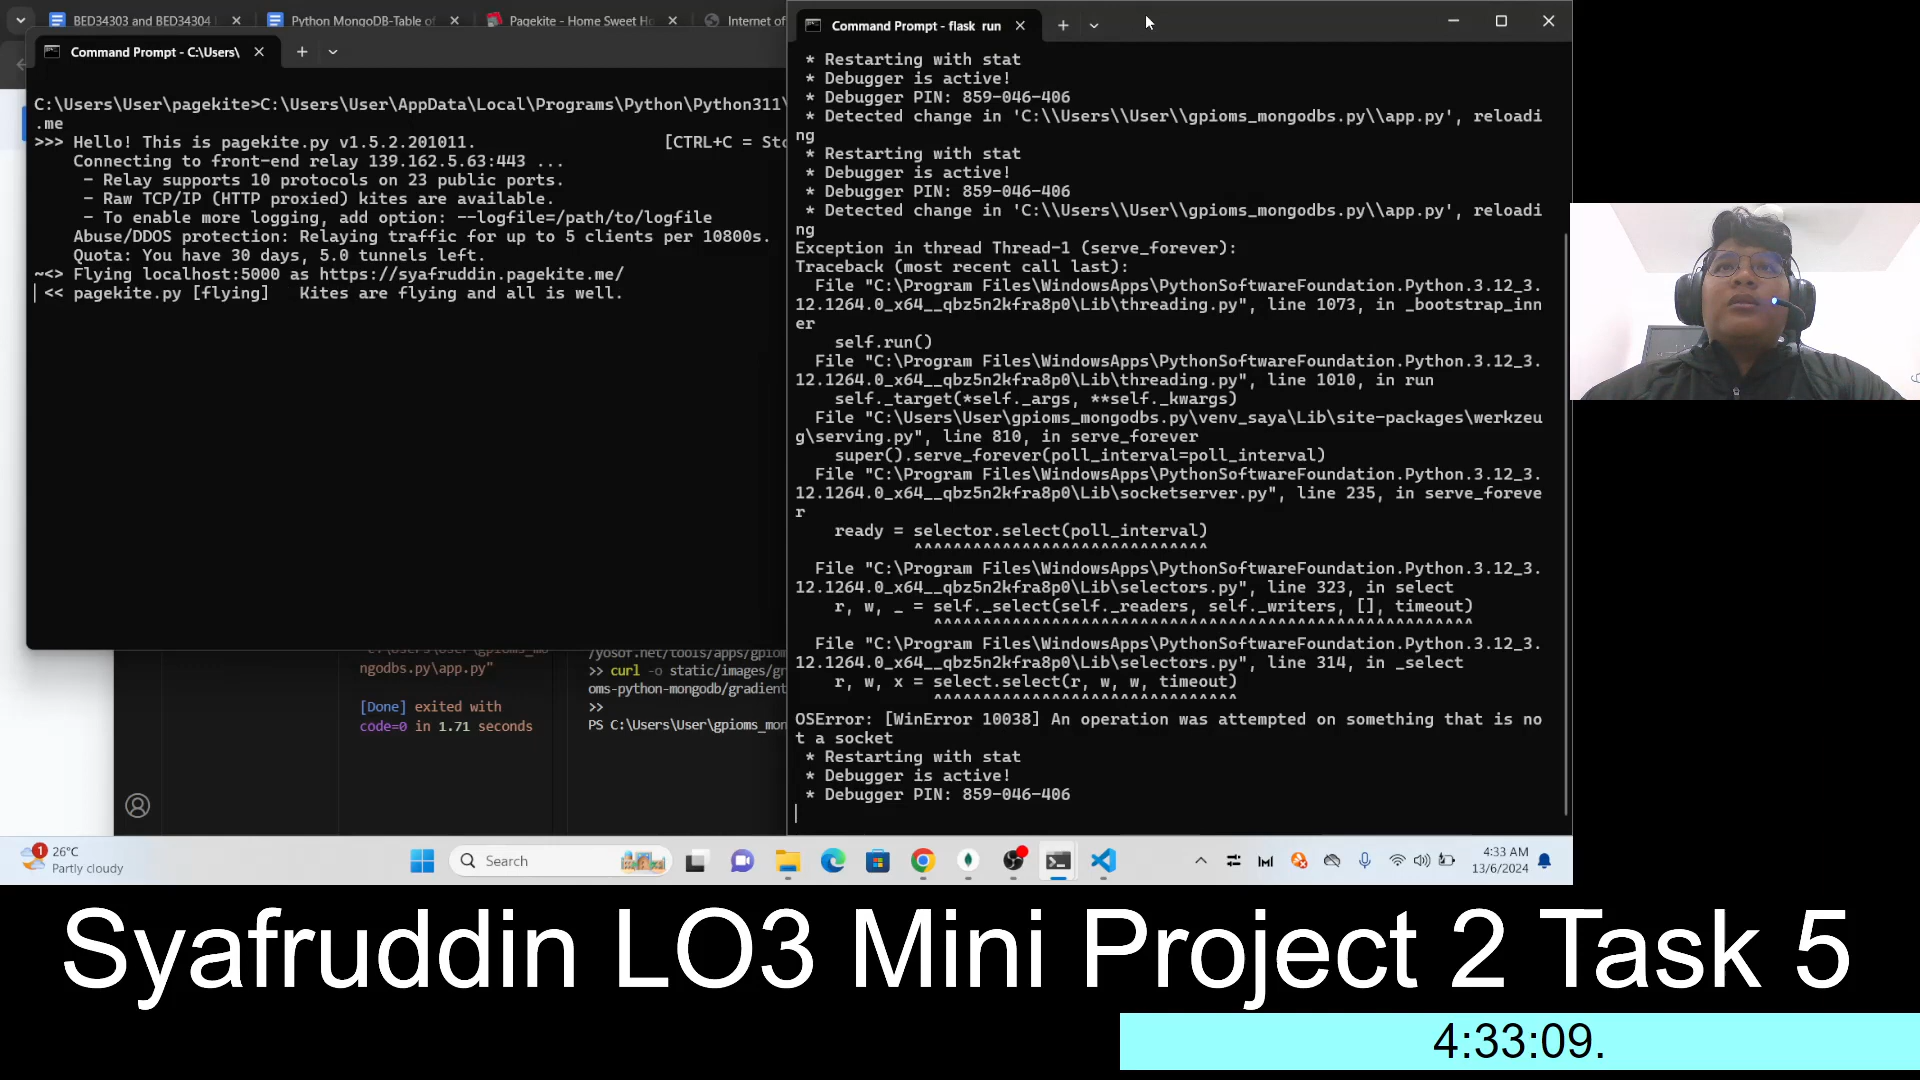 BED34303 and BED34304
Python MongoDB-Table of
Pagekite - Home Sweet Ho
Internet of
Command Prompt - C:\Users\
C:\Users\User\pagekite>C:\Users\User\AppData\Local\Programs\Python\Python311\
.me
>>> Hello! This is pagekite.py v1.5.2.201011. [CTRL+C = Sto
Connecting to front-end relay 139.162.5.63:443 ...
- Relay supports 10 protocols on 23 public ports.
- Raw TCP/IP (HTTP proxied) kites are available.
- To enable more logging, add option: --logfile=/path/to/logfile
Abuse/DDOS protection: Relaying traffic for up to 5 clients per 10800s.
Quota: You have 30 days, 5.0 tunnels left.
~<> Flying localhost:5000 as https://syafruddin.pagekite.me/
<< pagekite.py [flying] Kites are flying and all is well.
ngodbs.py\app.py"
[Done] exited with
code=0 in 1.71 seconds
/yosof.net/tools/apps/gpiom
>> curl -o static/images/gr
oms-python-mongodb/gradient
>>
PS C:\Users\User\gpioms_mon
Command Prompt - flask run
* Restarting with stat
* Debugger is active!
* Debugger PIN: 859-046-406
* Detected change in 'C:\\Users\\User\\gpioms_mongodbs.py\\app.py', reloadi
ng
* Restarting with stat
* Debugger is active!
* Debugger PIN: 859-046-406
* Detected change in 'C:\\Users\\User\\gpioms_mongodbs.py\\app.py', reloadi
ng
Exception in thread Thread-1 (serve_forever):
Traceback (most recent call last):
File "C:\Program Files\WindowsApps\PythonSoftwareFoundation.Python.3.12_3.
12.1264.0_x64__qbz5n2kfra8p0\Lib\threading.py", line 1073, in _bootstrap_inn
er
self.run()
File "C:\Program Files\WindowsApps\PythonSoftwareFoundation.Python.3.12_3.
12.1264.0_x64__qbz5n2kfra8p0\Lib\threading.py", line 1010, in run
self._target(*self._args, **self._kwargs)
File "C:\Users\User\gpioms_mongodbs.py\venv_saya\Lib\site-packages\werkzeu
g\serving.py", line 810, in serve_forever
super().serve_forever(poll_interval=poll_interval)
File "C:\Program Files\WindowsApps\PythonSoftwareFoundation.Python.3.12_3.
12.1264.0_x64__qbz5n2kfra8p0\Lib\socketserver.py", line 235, in serve_foreve
r
ready = selector.select(poll_interval)
^^^^^^^^^^^^^^^^^^^^^^^^^^^^^^
File "C:\Program Files\WindowsApps\PythonSoftwareFoundation.Python.3.12_3.
12.1264.0_x64__qbz5n2kfra8p0\Lib\selectors.py", line 323, in select
r, w, _ = self._select(self._readers, self._writers, [], timeout)
^^^^^^^^^^^^^^^^^^^^^^^^^^^^^^^^^^^^^^^^^^^^^^^^^^^^^^^
File "C:\Program Files\WindowsApps\PythonSoftwareFoundation.Python.3.12_3.
12.1264.0_x64__qbz5n2kfra8p0\Lib\selectors.py", line 314, in _select
r, w, x = select.select(r, w, w, timeout)
^^^^^^^^^^^^^^^^^^^^^^^^^^^^^^^
OSError: [WinError 10038] An operation was attempted on something that is no
t a socket
* Restarting with stat
* Debugger is active!
* Debugger PIN: 859-046-406
1
26°C
Partly cloudy
Search
4:33 AM
13/6/2024
Syafruddin LO3 Mini Project 2 Task 5
4:33:09.